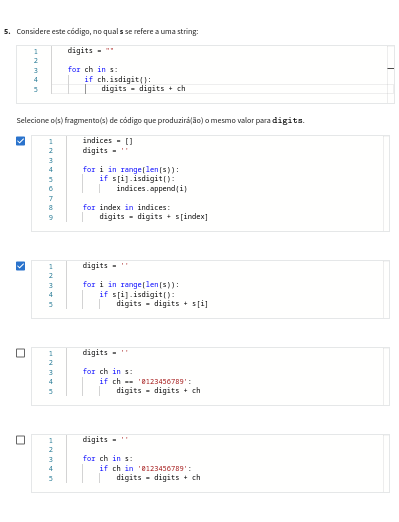 5. Considere este código, no qual s se refere a uma string:
1 digits = ""
2
3 for ch in s:
4 if ch.isdigit():
5 digits = digits + ch
Selecione o(s) fragmento(s) de código que produzirá(ão) o mesmo valor para digits.
1 indices = []
2 digits = ''
3
4 for i in range(len(s)):
5 if s[i].isdigit():
6 indices.append(i)
7
8 for index in indices:
9 digits = digits + s[index]
1 digits = ''
2
3 for i in range(len(s)):
4 if s[i].isdigit():
5 digits = digits + s[i]
1 digits = ''
2
3 for ch in s:
4 if ch == '0123456789':
5 digits = digits + ch
1 digits = ''
2
3 for ch in s:
4 if ch in '0123456789':
5 digits = digits + ch